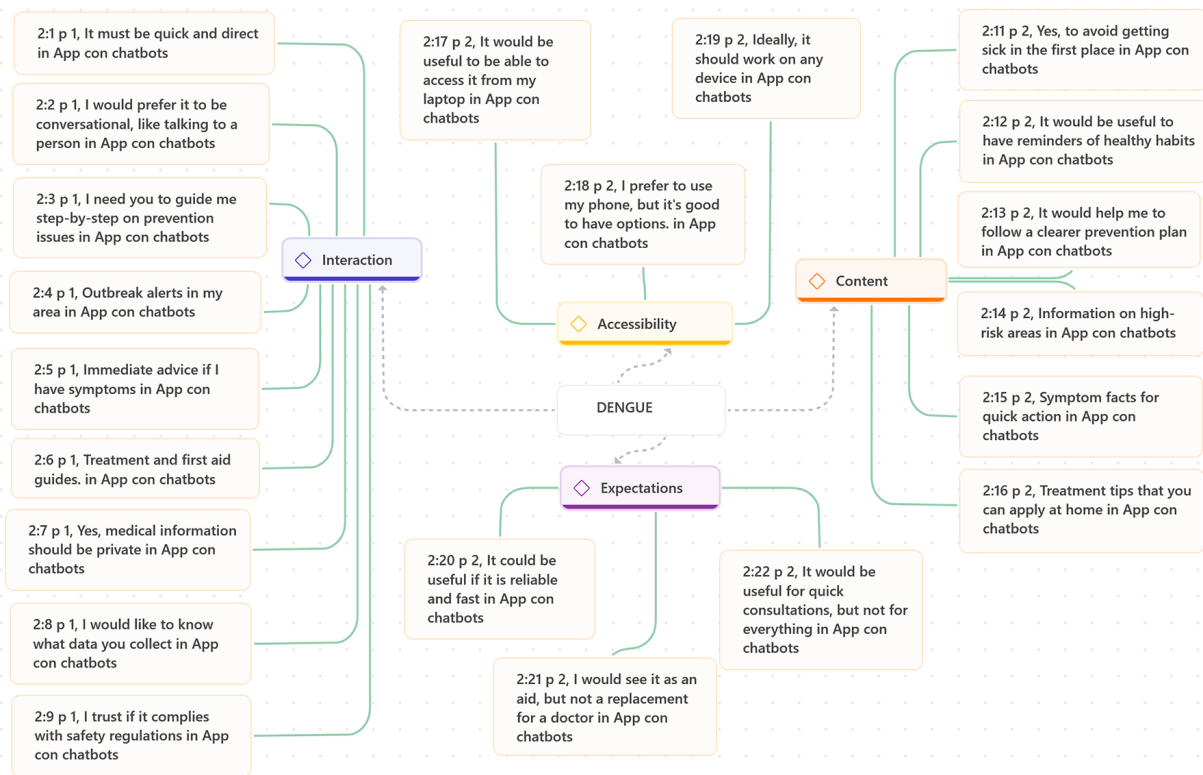 2:1 p 1, It must be quick and direct
in App con chatbots
2:2 p 1, I would prefer it to be
conversational, like talking to a
person in App con chatbots
2:3 p 1, I need you to guide me
step-by-step on prevention
issues in App con chatbots
2:4 p 1, Outbreak alerts in my
area in App con chatbots
2:5 p 1, Immediate advice if I
have symptoms in App con
chatbots
2:6 p 1, Treatment and first aid
guides. in App con chatbots
2:7 p 1, Yes, medical information
should be private in App con
chatbots
2:8 p 1, I would like to know
what data you collect in App
con chatbots
2:9 p 1, I trust if it complies
with safety regulations in App
con chatbots
Interaction
2:17 p 2, It would be
useful to be able to
access it from my
laptop in App con
chatbots
2:18 p 2, I prefer to use
my phone, but it's good
to have options. in App
con chatbots
2:19 p 2, Ideally, it
should work on any
device in App con
chatbots
Accessibility
DENGUE
Expectations
2:20 p 2, It could be
useful if it is reliable
and fast in App con
chatbots
2:21 p 2, I would see it as an
aid, but not a replacement
for a doctor in App con
chatbots
2:22 p 2, It would be
useful for quick
consultations, but not for
everything in App con
chatbots
Content
2:11 p 2, Yes, to avoid getting
sick in the first place in App con
chatbots
2:12 p 2, It would be useful to
have reminders of healthy habits
in App con chatbots
2:13 p 2, It would help me to
follow a clearer prevention plan
in App con chatbots
2:14 p 2, Information on high-
risk areas in App con chatbots
2:15 p 2, Symptom facts for
quick action in App con
chatbots
2:16 p 2, Treatment tips that you
can apply at home in App con
chatbots